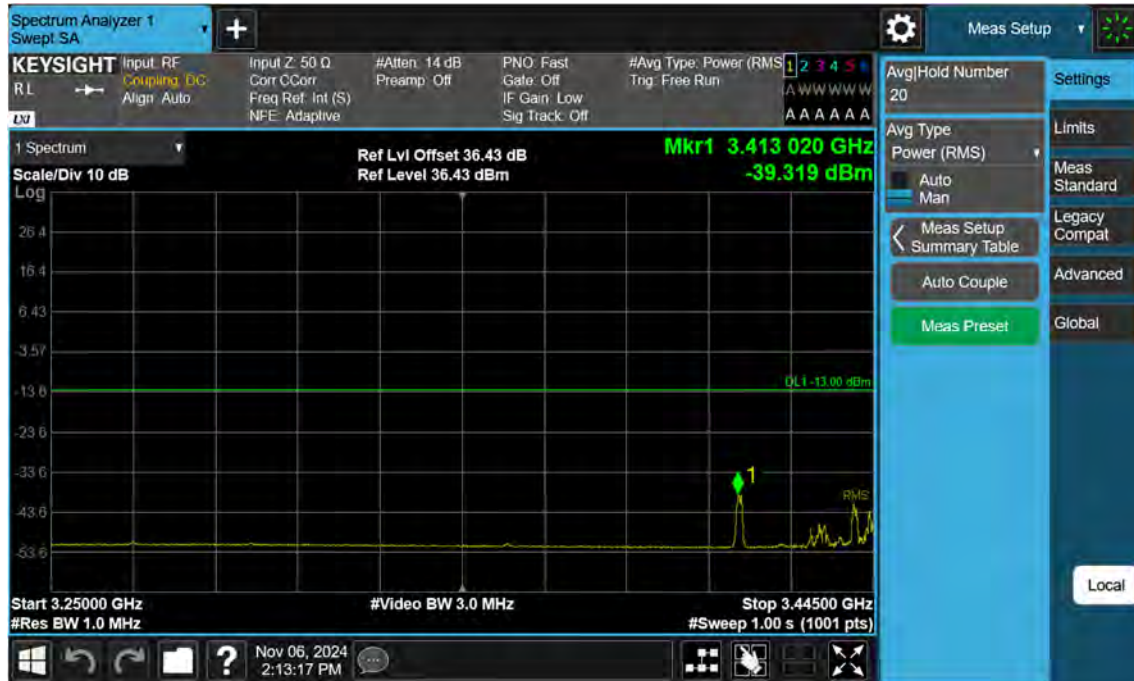 Spectrum Analyzer 1
Swept SA
+
Meas Setup
KEYSIGHT
RL
LXI
Input: RF
Coupling: DC
Align: Auto
Input Z: 50 Ω
Corr CCorr
Freq Ref: Int (S)
NFE: Adaptive
#Atten: 14 dB
Preamp: Off
PNO: Fast
Gate: Off
IF Gain: Low
Sig Track: Off
#Avg Type: Power (RMS
Trig: Free Run
1 2 3 4 5 6
A W W W W W
A A A A A A
1 Spectrum
Scale/Div 10 dB
Log
Ref Lvl Offset 36.43 dB
Ref Level 36.43 dBm
Mkr1 3.413 020 GHz
-39.319 dBm
26.4
16.4
6.43
-3.57
-13.6
-23.6
-33.6
-43.6
-53.6
DL1 -13.00 dBm
1
RMS
Start 3.25000 GHz
#Res BW 1.0 MHz
#Video BW 3.0 MHz
Stop 3.44500 GHz
#Sweep 1.00 s (1001 pts)
Avg|Hold Number
20
Avg Type
Power (RMS)
Auto
Man
Meas Setup
Summary Table
Auto Couple
Meas Preset
Settings
Limits
Meas
Standard
Legacy
Compat
Advanced
Global
Local
?
Nov 06, 2024
2:13:17 PM